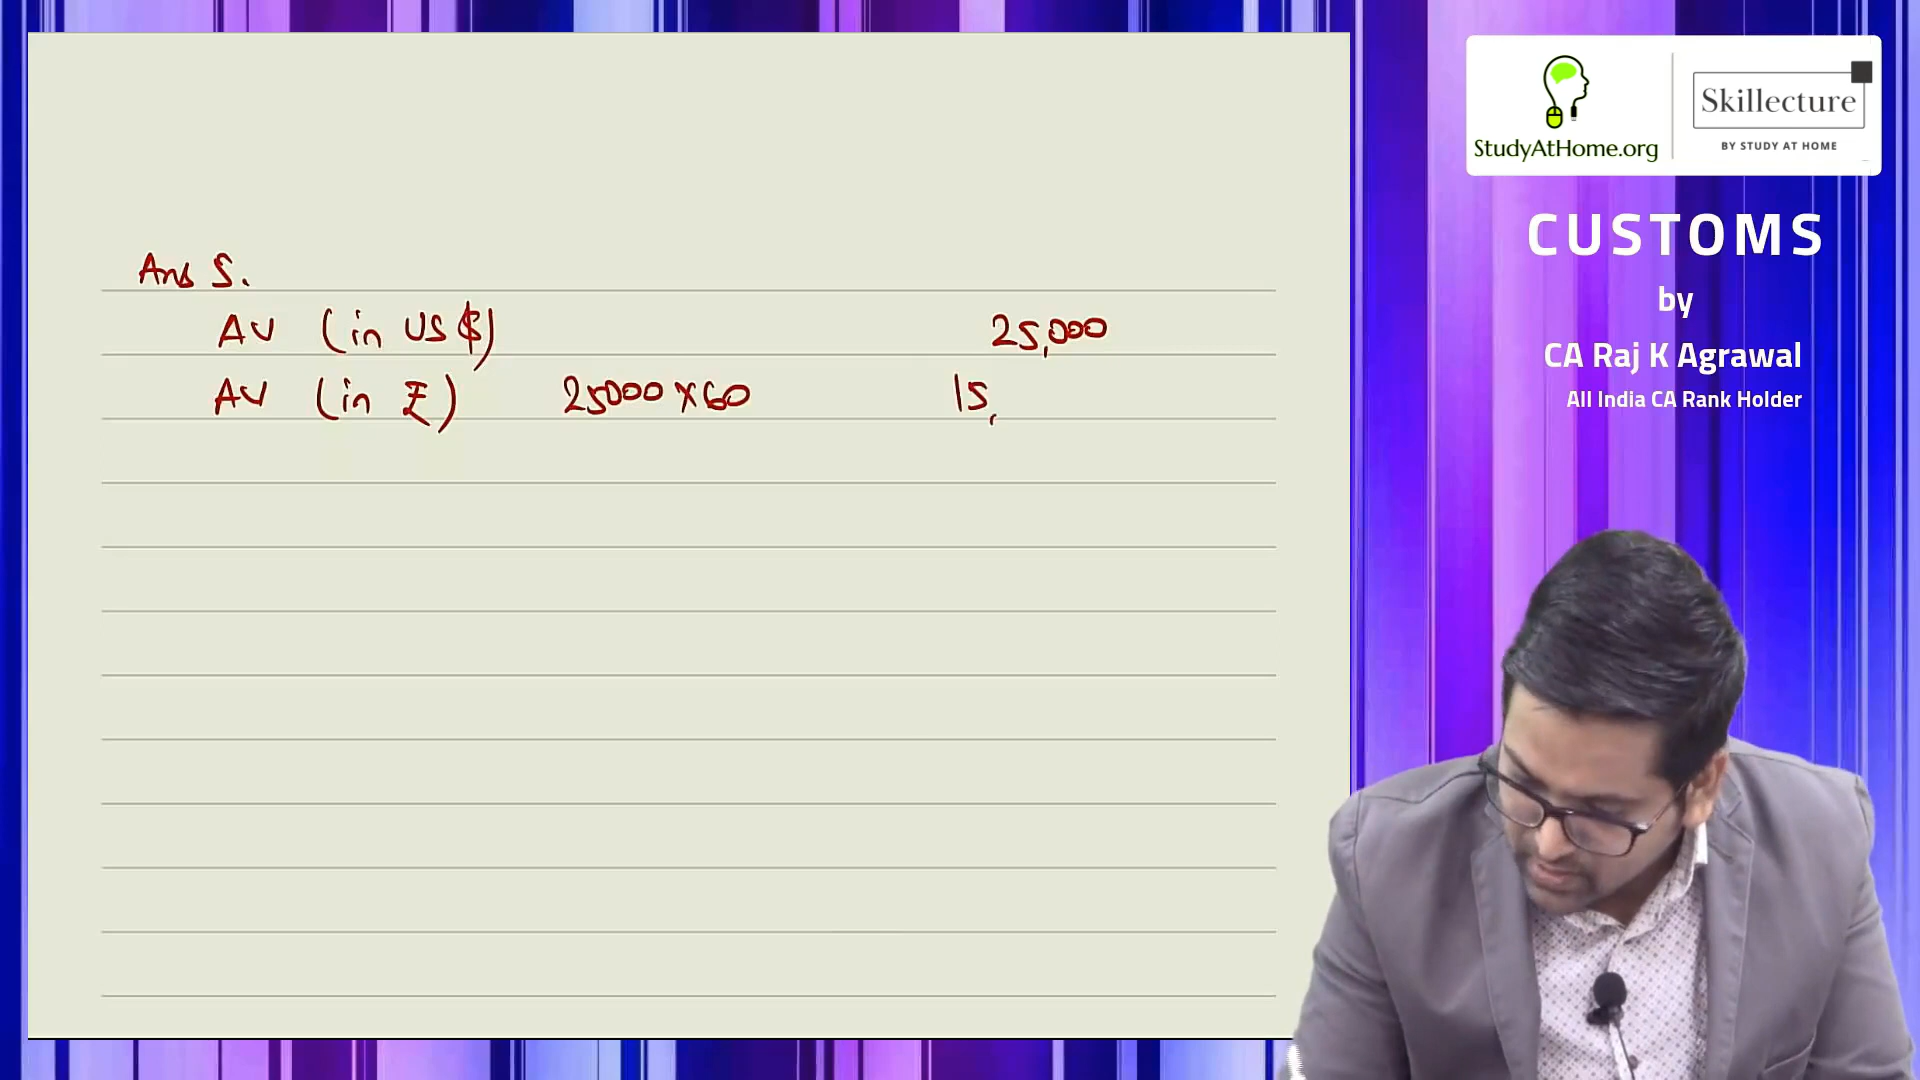 Ans 5.
AV (in US $) 25,000
AV (in ₹) 25000 x 60 15,
StudyAtHome.org
Skillecture
BY STUDY AT HOME
CUSTOMS
by
CA Raj K Agrawal
All India CA Rank Holder